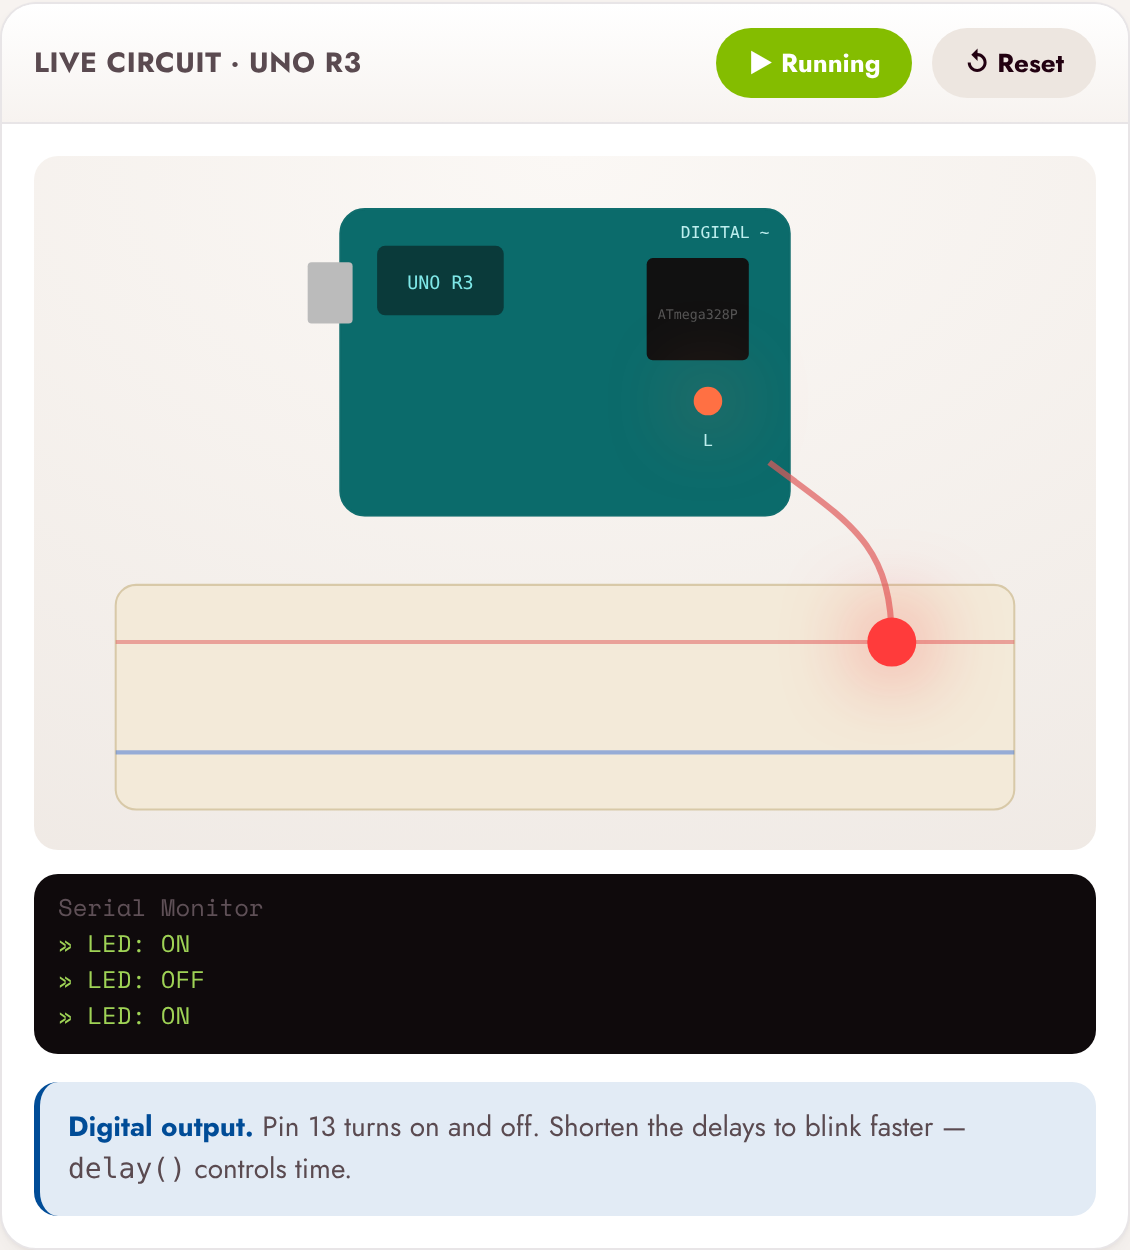 LIVE CIRCUIT · UNO R3
▶ Running
↺ Reset
DIGITAL ~
UNO R3
ATmega328P
L
Serial Monitor
» LED: ON
» LED: OFF
» LED: ON
Digital output. Pin 13 turns on and off. Shorten the delays to blink faster —
delay() controls time.